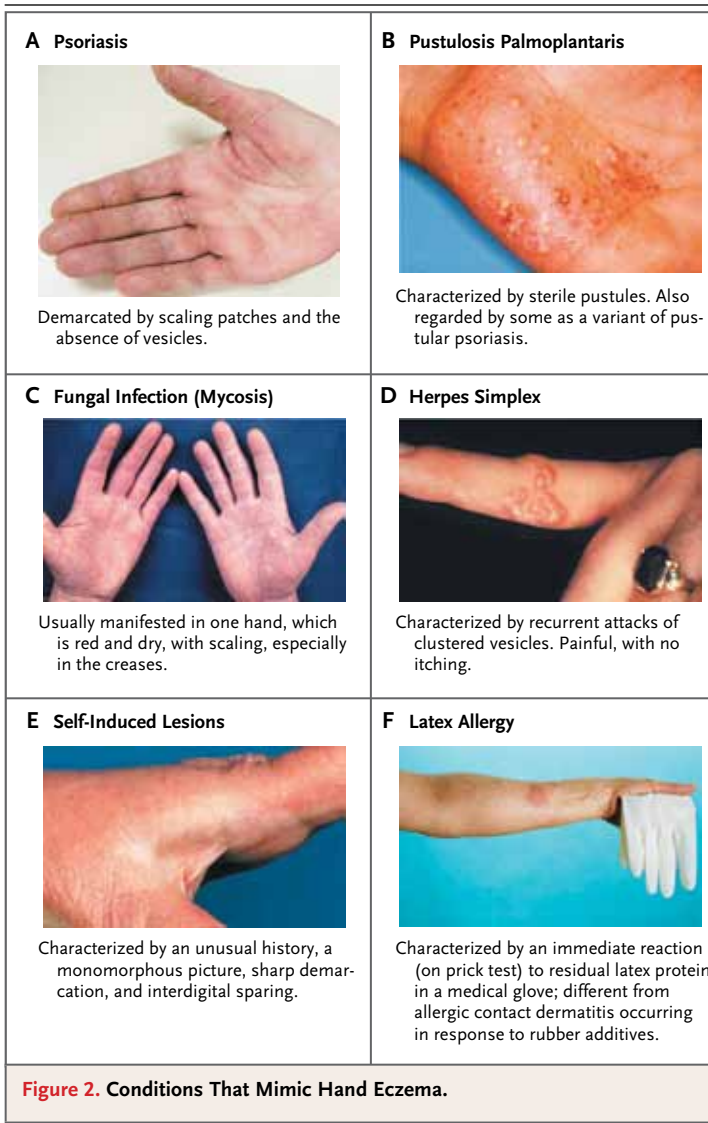 A Psoriasis
Demarcated by scaling patches and the
absence of vesicles.
B Pustulosis Palmoplantaris
Characterized by sterile pustules. Also
regarded by some as a variant of pus-
tular psoriasis.
C Fungal Infection (Mycosis)
Usually manifested in one hand, which
is red and dry, with scaling, especially
in the creases.
D Herpes Simplex
Characterized by recurrent attacks of
clustered vesicles. Painful, with no
itching.
E Self-Induced Lesions
Characterized by an unusual history, a
monomorphous picture, sharp demar-
cation, and interdigital sparing.
F Latex Allergy
Characterized by an immediate reaction
(on prick test) to residual latex protein
in a medical glove; different from
allergic contact dermatitis occurring
in response to rubber additives.
Figure 2. Conditions That Mimic Hand Eczema.